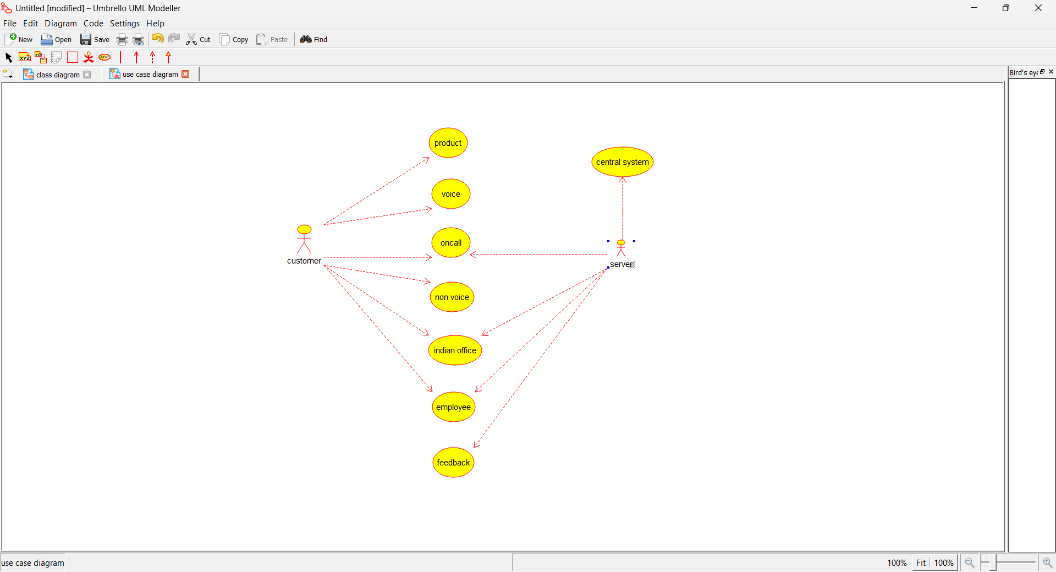 Untitled [modified] – Umbrello UML Modeller
File Edit Diagram Code Settings Help
New Open Save Cut Copy Paste Find
class diagram use case diagram
Bird's eye
product
central system
voice
oncall
customer
server
non voice
indian office
employee
feedback
use case diagram
100% Fit 100%